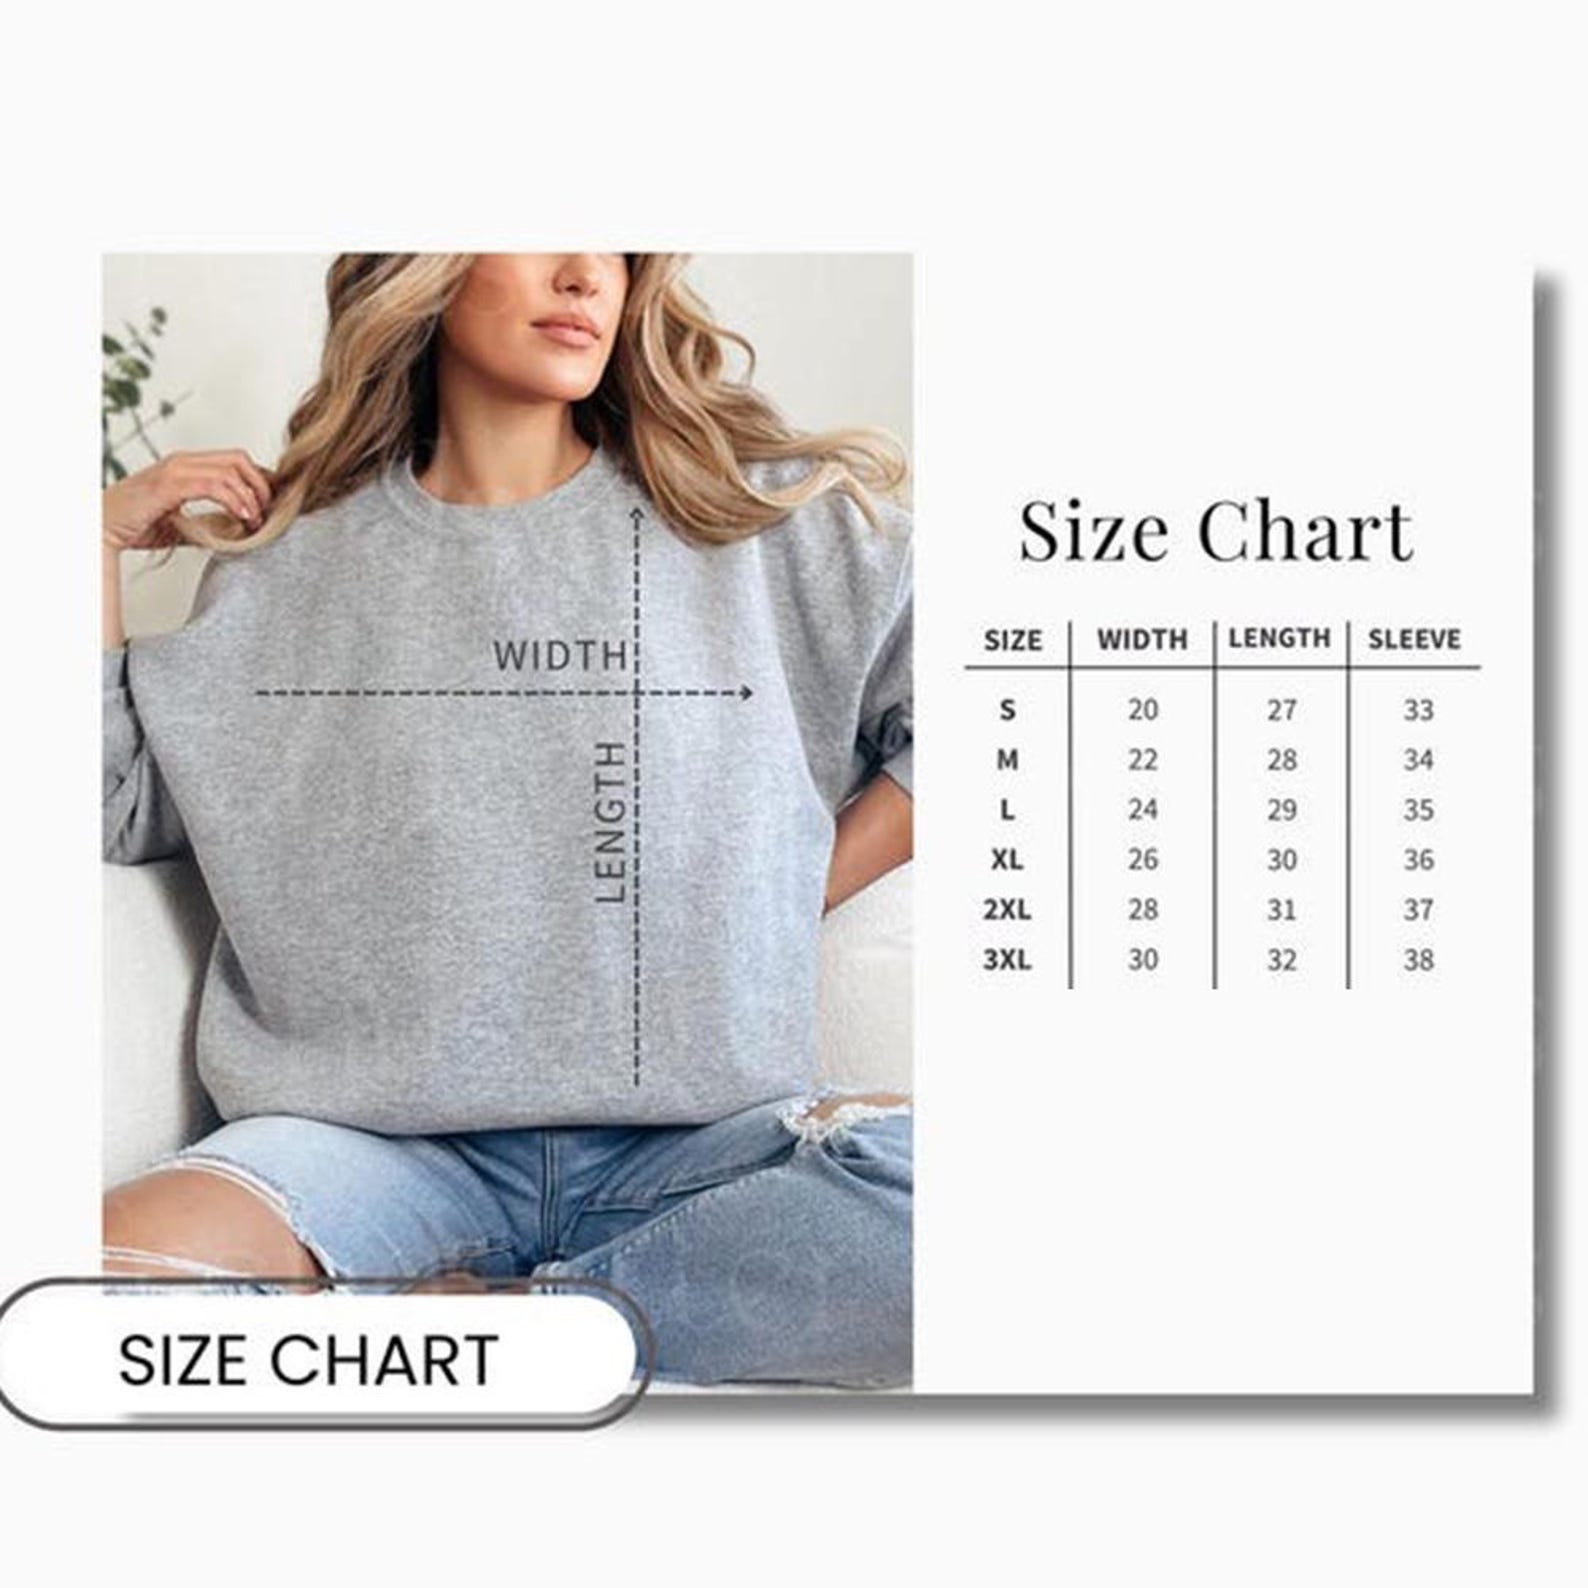 WIDTH
LENGTH
Size Chart
SIZE WIDTH LENGTH SLEEVE
S 20 27 33
M 22 28 34
L 24 29 35
XL 26 30 36
2XL 28 31 37
3XL 30 32 38
SIZE CHART